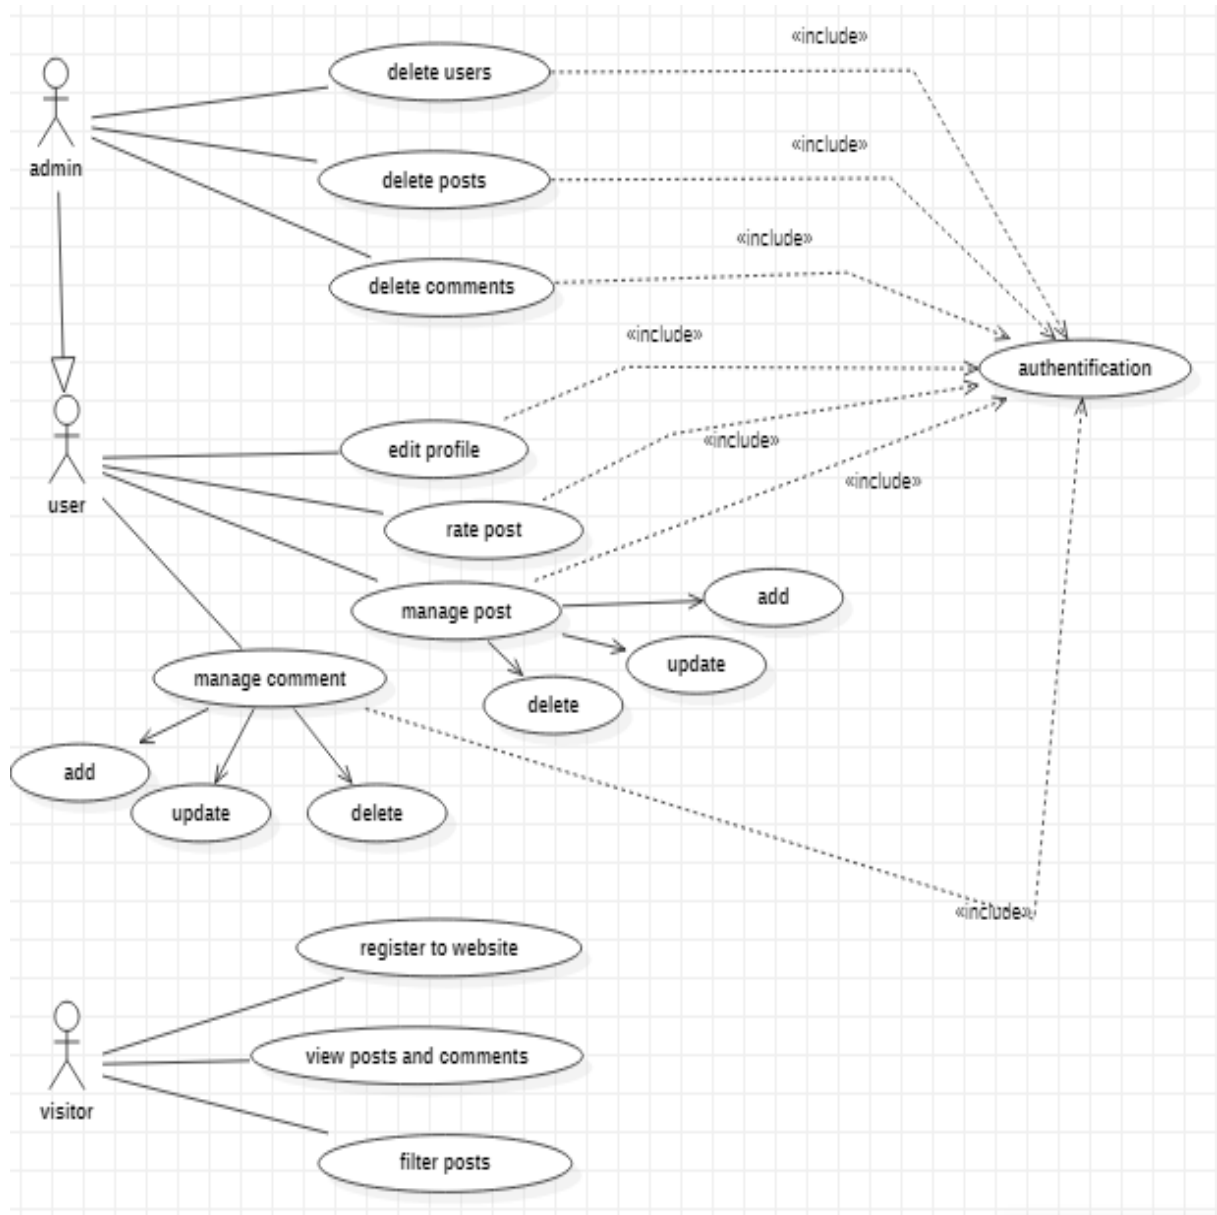 «include»
delete users
admin
«include»
delete posts
«include»
delete comments
«include»
authentification
user
edit profile
«include»
rate post
«include»
manage post
add
update
delete
manage comment
add
update
delete
«include»
register to website
visitor
view posts and comments
filter posts